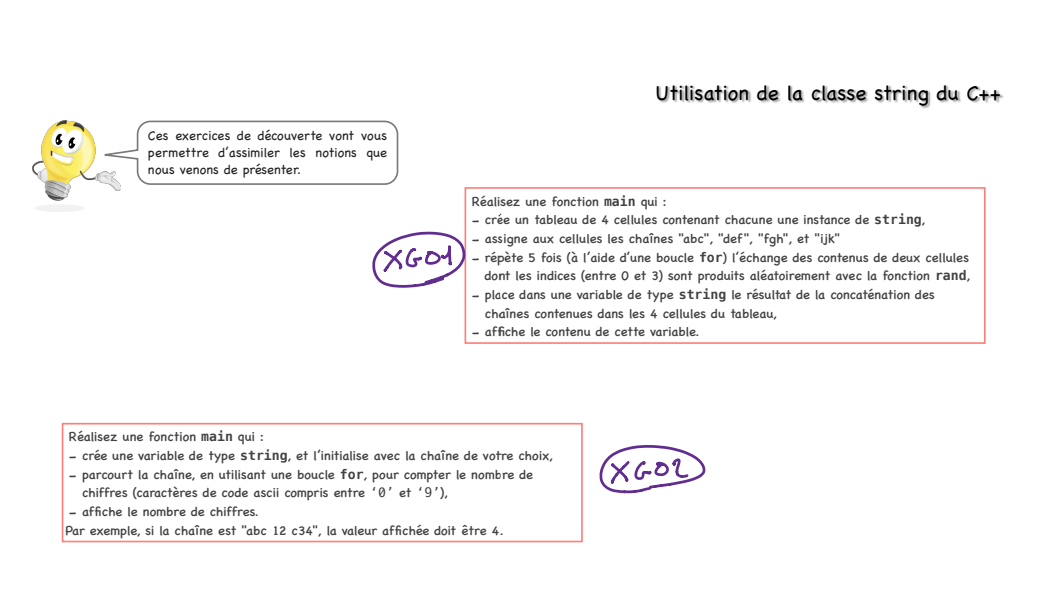 Utilisation de la classe string du C++
Ces exercices de découverte vont vous
permettre d'assimiler les notions que
nous venons de présenter.
Réalisez une fonction main qui :
– crée un tableau de 4 cellules contenant chacune une instance de string,
– assigne aux cellules les chaînes "abc", "def", "fgh", et "ijk"
– répète 5 fois (à l'aide d'une boucle for) l'échange des contenus de deux cellules
dont les indices (entre 0 et 3) sont produits aléatoirement avec la fonction rand,
– place dans une variable de type string le résultat de la concaténation des
chaînes contenues dans les 4 cellules du tableau,
– affiche le contenu de cette variable.
XG01
Réalisez une fonction main qui :
– crée une variable de type string, et l'initialise avec la chaîne de votre choix,
– parcourt la chaîne, en utilisant une boucle for, pour compter le nombre de
chiffres (caractères de code ascii compris entre ‘0’ et ‘9’),
– affiche le nombre de chiffres.
Par exemple, si la chaîne est "abc 12 c34", la valeur affichée doit être 4.
XG02